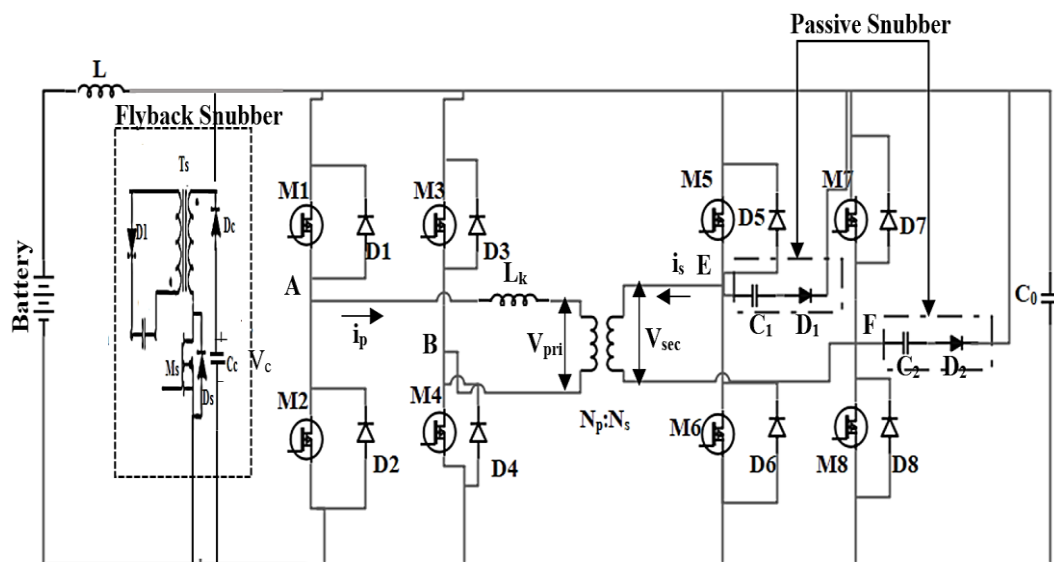 Passive Snubber
L
Flyback Snubber
Ts
Dl
Dc
Ms
Ds
Cc
Vc
+
Battery
M1
D1
M3
D3
A
ip
Lk
B
Vpri
Vsec
is
E
M5
D5
M7
D7
C1
D1
F
C2
D2
C0
M2
D2
M4
D4
Np:Ns
M6
D6
M8
D8